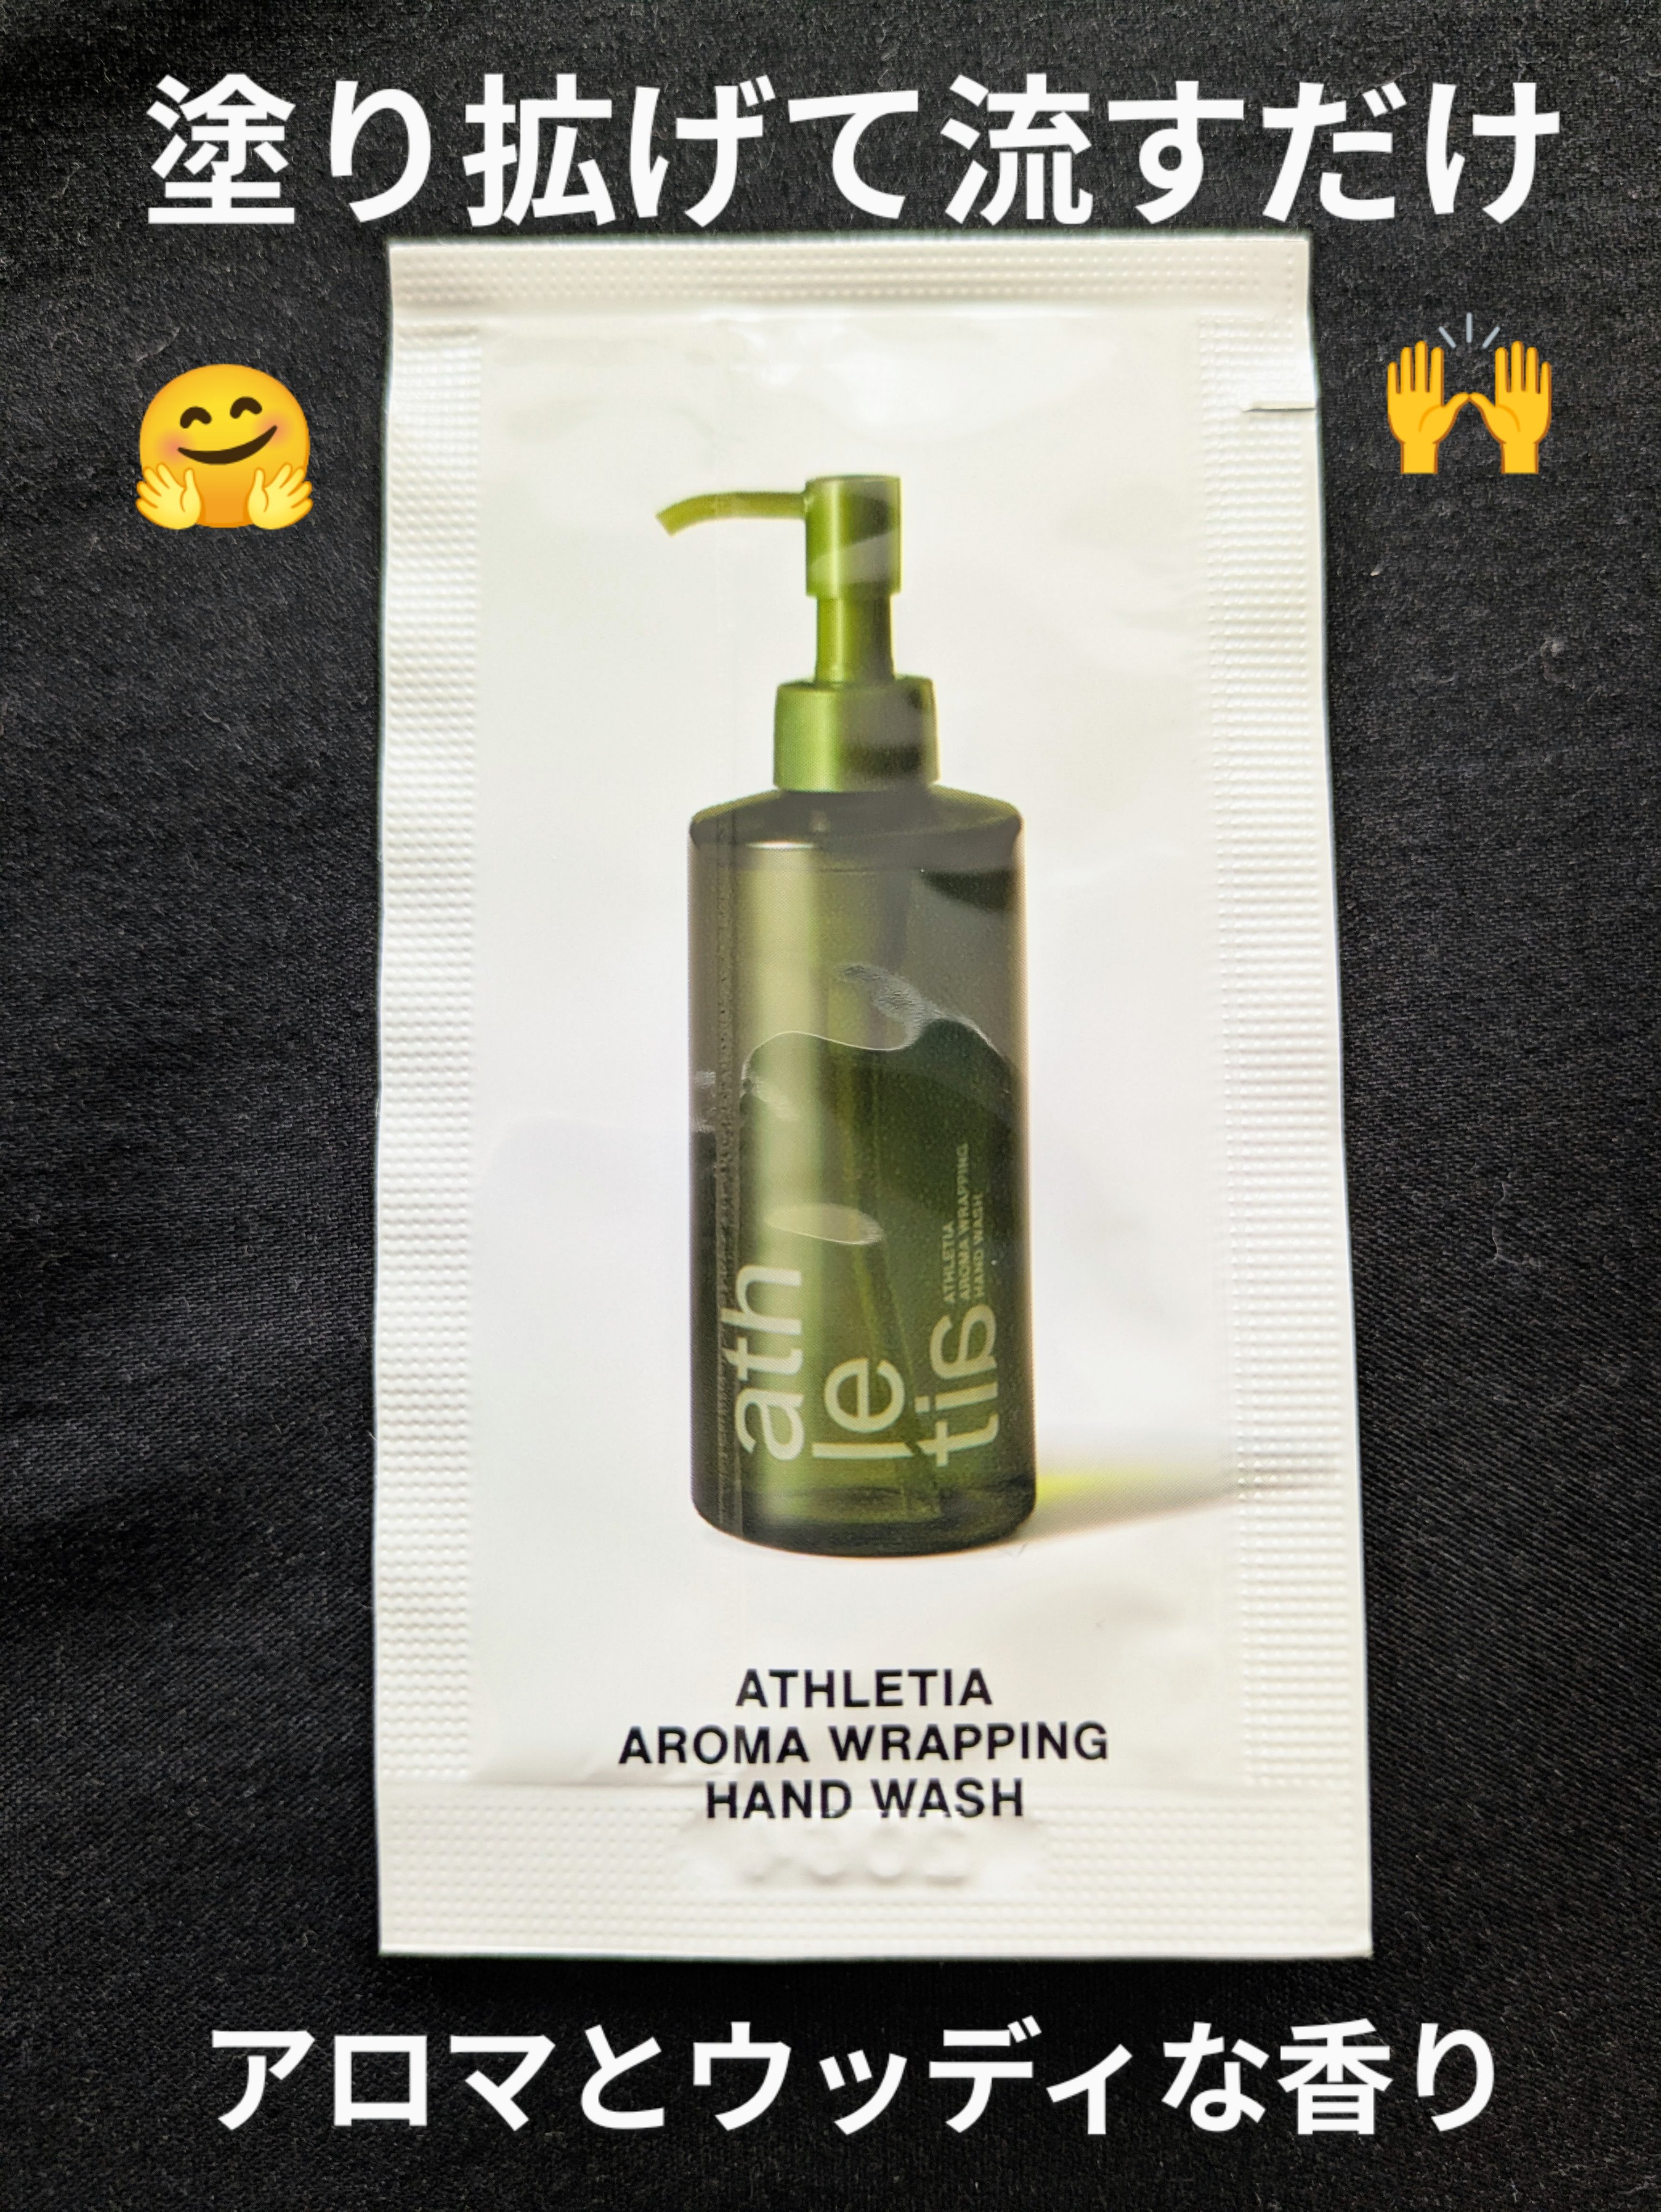 塗り拡げて流すだけ
ath
le
tia
ATHLETIA
AROMA WRAPPING
HAND WASH
ATHLETIA
AROMA WRAPPING
HAND WASH
アロマとウッディな香り